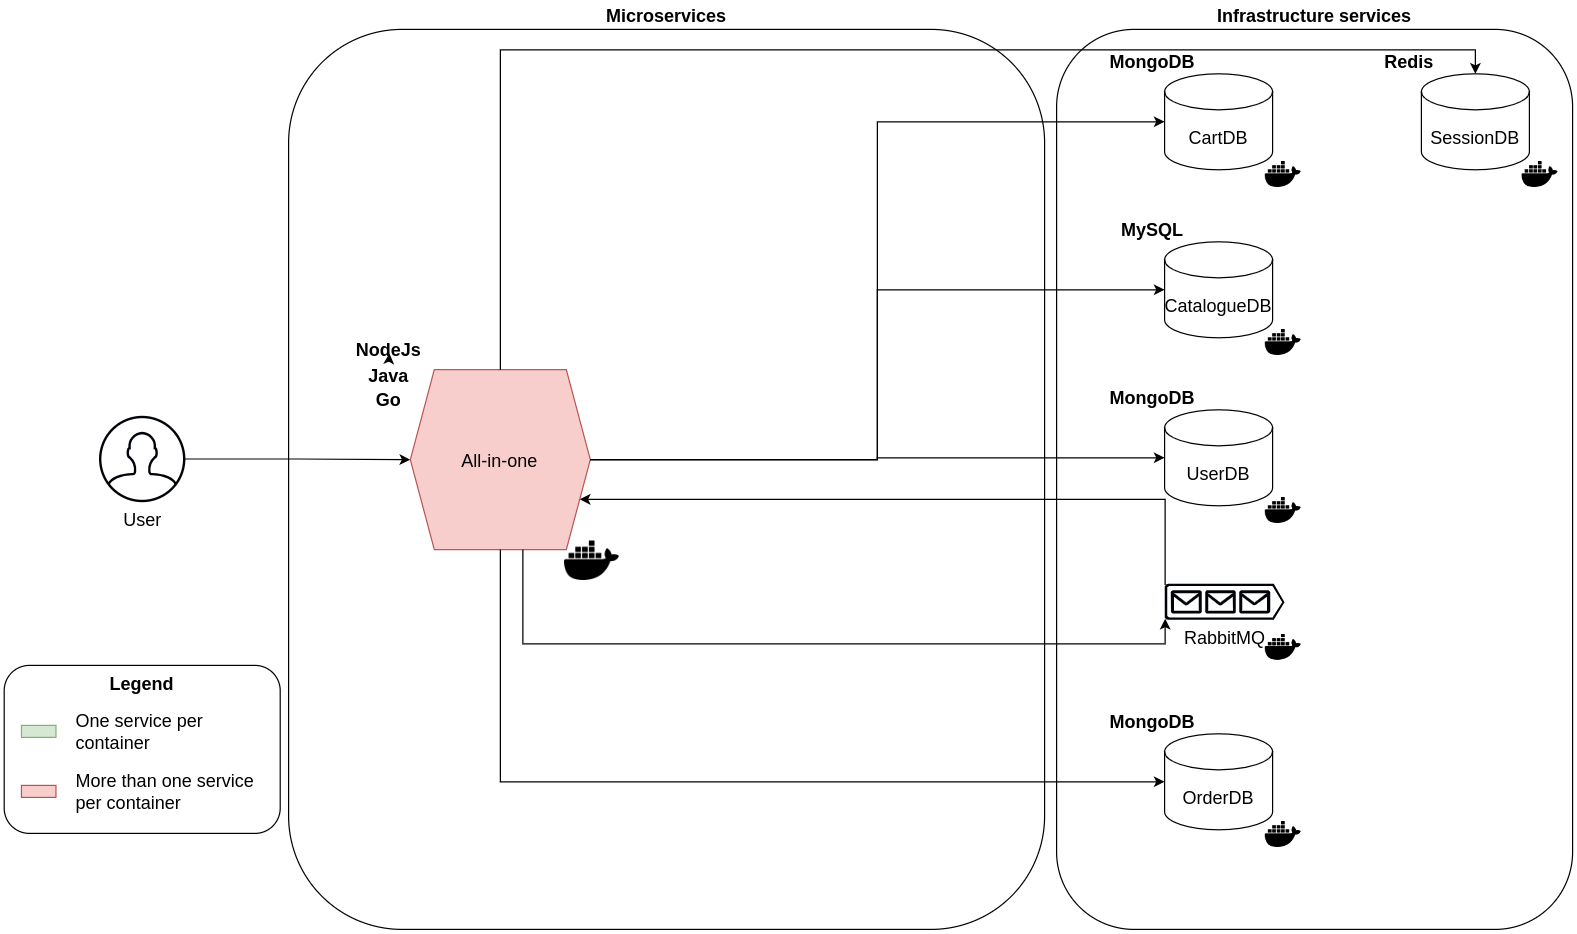 Microservices
Infrastructure services
MongoDB
Redis
CartDB
SessionDB
MySQL
CatalogueDB
NodeJs
Java
Go
MongoDB
All-in-one
UserDB
User
RabbitMQ
Legend
One service per
container
More than one service
per container
MongoDB
OrderDB